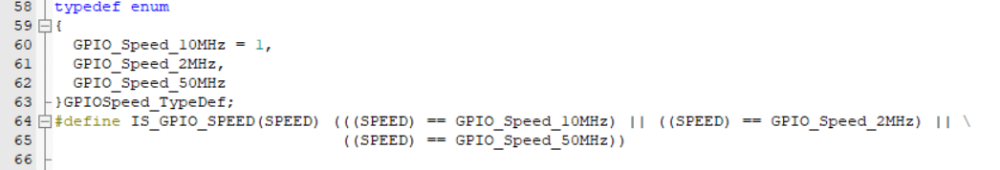 58 typedef enum
59 {
60 GPIO_Speed_10MHz = 1,
61 GPIO_Speed_2MHz,
62 GPIO_Speed_50MHz
63 }GPIOSpeed_TypeDef;
64 #define IS_GPIO_SPEED(SPEED) (((SPEED) == GPIO_Speed_10MHz) || ((SPEED) == GPIO_Speed_2MHz) || \
65 ((SPEED) == GPIO_Speed_50MHz))
66